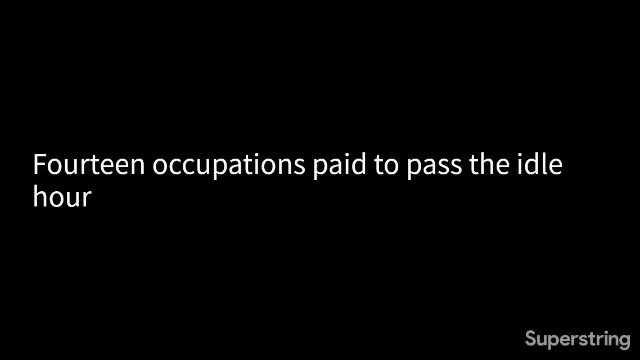 Fourteen occupations paid to pass the idle
hour
Superstring